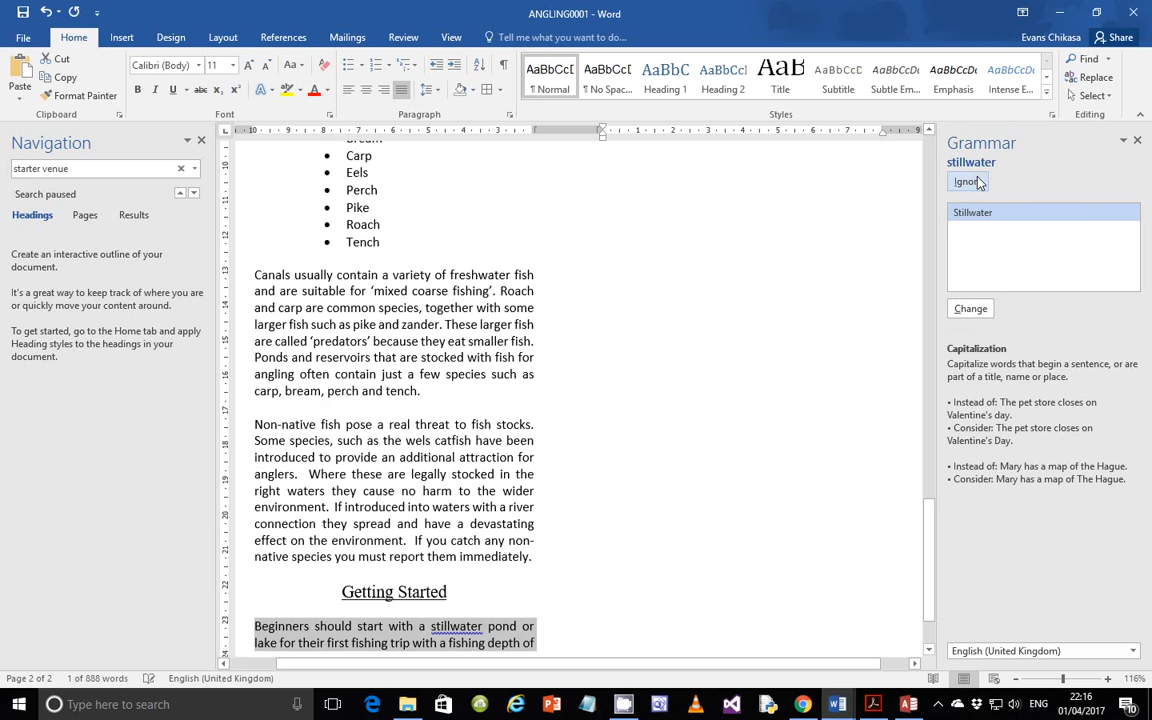 ANGLING0001 - Word
File
Home
Insert
Design
Layout
References
Mailings
Review
View
Tell me what you want to do...
Evans Chikasa
Share
Paste
Cut
Copy
Format Painter
Clipboard
Calibri (Body)
11
Font
Paragraph
AaBbCcD
¶ Normal
AaBbCcD
¶ No Spac...
AaBbC
Heading 1
AaBbCcD
Heading 2
AaB
Title
AaBbCcD
Subtitle
AaBbCcDc
Subtle Em...
AaBbCcDc
Emphasis
AaBbCcDc
Intense E...
Styles
Find
Replace
Select
Editing
Navigation
starter venue
Search paused
Headings
Pages
Results
Create an interactive outline of your
document.
It's a great way to keep track of where you are
or quickly move your content around.
To get started, go to the Home tab and apply
Heading styles to the headings in your
document.
Bream
• Carp
• Eels
• Perch
• Pike
• Roach
• Tench
Canals usually contain a variety of freshwater fish
and are suitable for ‘mixed coarse fishing’. Roach
and carp are common species, together with some
larger fish such as pike and zander. These larger fish
are called ‘predators’ because they eat smaller fish.
Ponds and reservoirs that are stocked with fish for
angling often contain just a few species such as
carp, bream, perch and tench.
Non-native fish pose a real threat to fish stocks.
Some species, such as the wels catfish have been
introduced to provide an additional attraction for
anglers. Where these are legally stocked in the
right waters they cause no harm to the wider
environment. If introduced into waters with a river
connection they spread and have a devastating
effect on the environment. If you catch any non-
native species you must report them immediately.
Getting Started
Beginners should start with a stillwater pond or
lake for their first fishing trip with a fishing depth of
Grammar
stillwater
Ignore
Stillwater
Change
Capitalization
Capitalize words that begin a sentence, or are
part of a title, name or place.
• Instead of: The pet store closes on
Valentine's day.
• Consider: The pet store closes on
Valentine's Day.
• Instead of: Mary has a map of the Hague.
• Consider: Mary has a map of The Hague.
English (United Kingdom)
Page 2 of 2
1 of 888 words
English (United Kingdom)
116%
Type here to search
ENG
22:16
01/04/2017